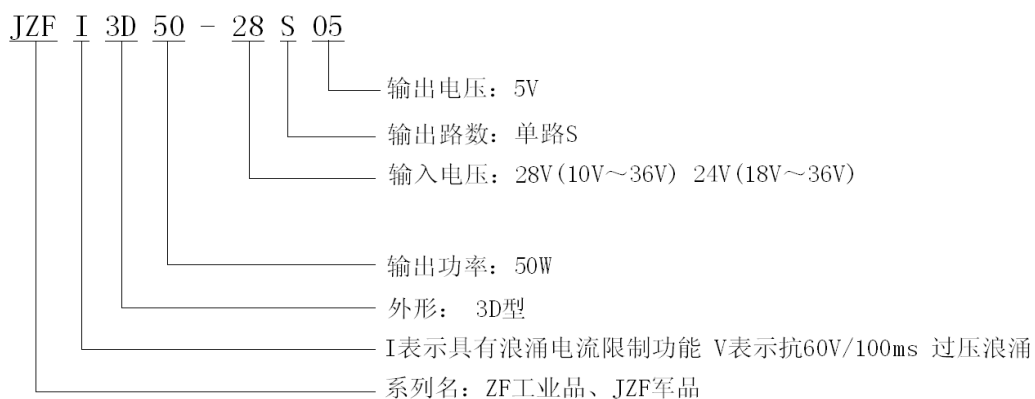 JZF I 3D 50 - 28 S 05
输出电压：5V
输出路数：单路S
输入电压：28V(10V～36V) 24V(18V～36V)
输出功率：50W
外形： 3D型
I表示具有浪涌电流限制功能 V表示抗60V/100ms 过压浪涌
系列名：ZF工业品、JZF军品